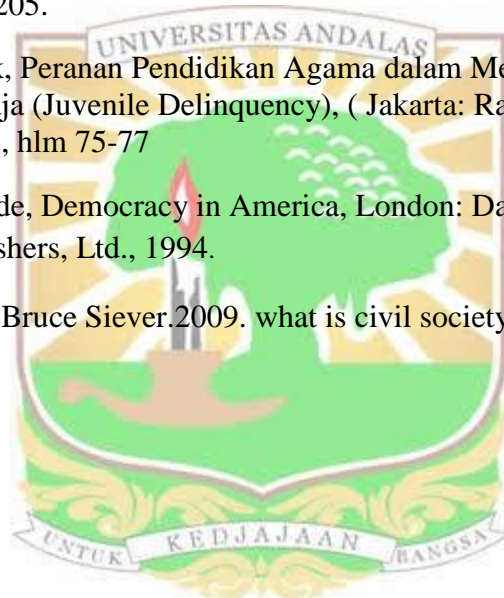 205.
UNIVERSITAS ANDALAS
k, Peranan Pendidikan Agama dalam Me
ja (Juvenile Delinquency), ( Jakarta: Ra
, hlm 75-77
de, Democracy in America, London: Da
shers, Ltd., 1994.
Bruce Siever.2009. what is civil society
UNTUK KEDJAJAAN BANGSA